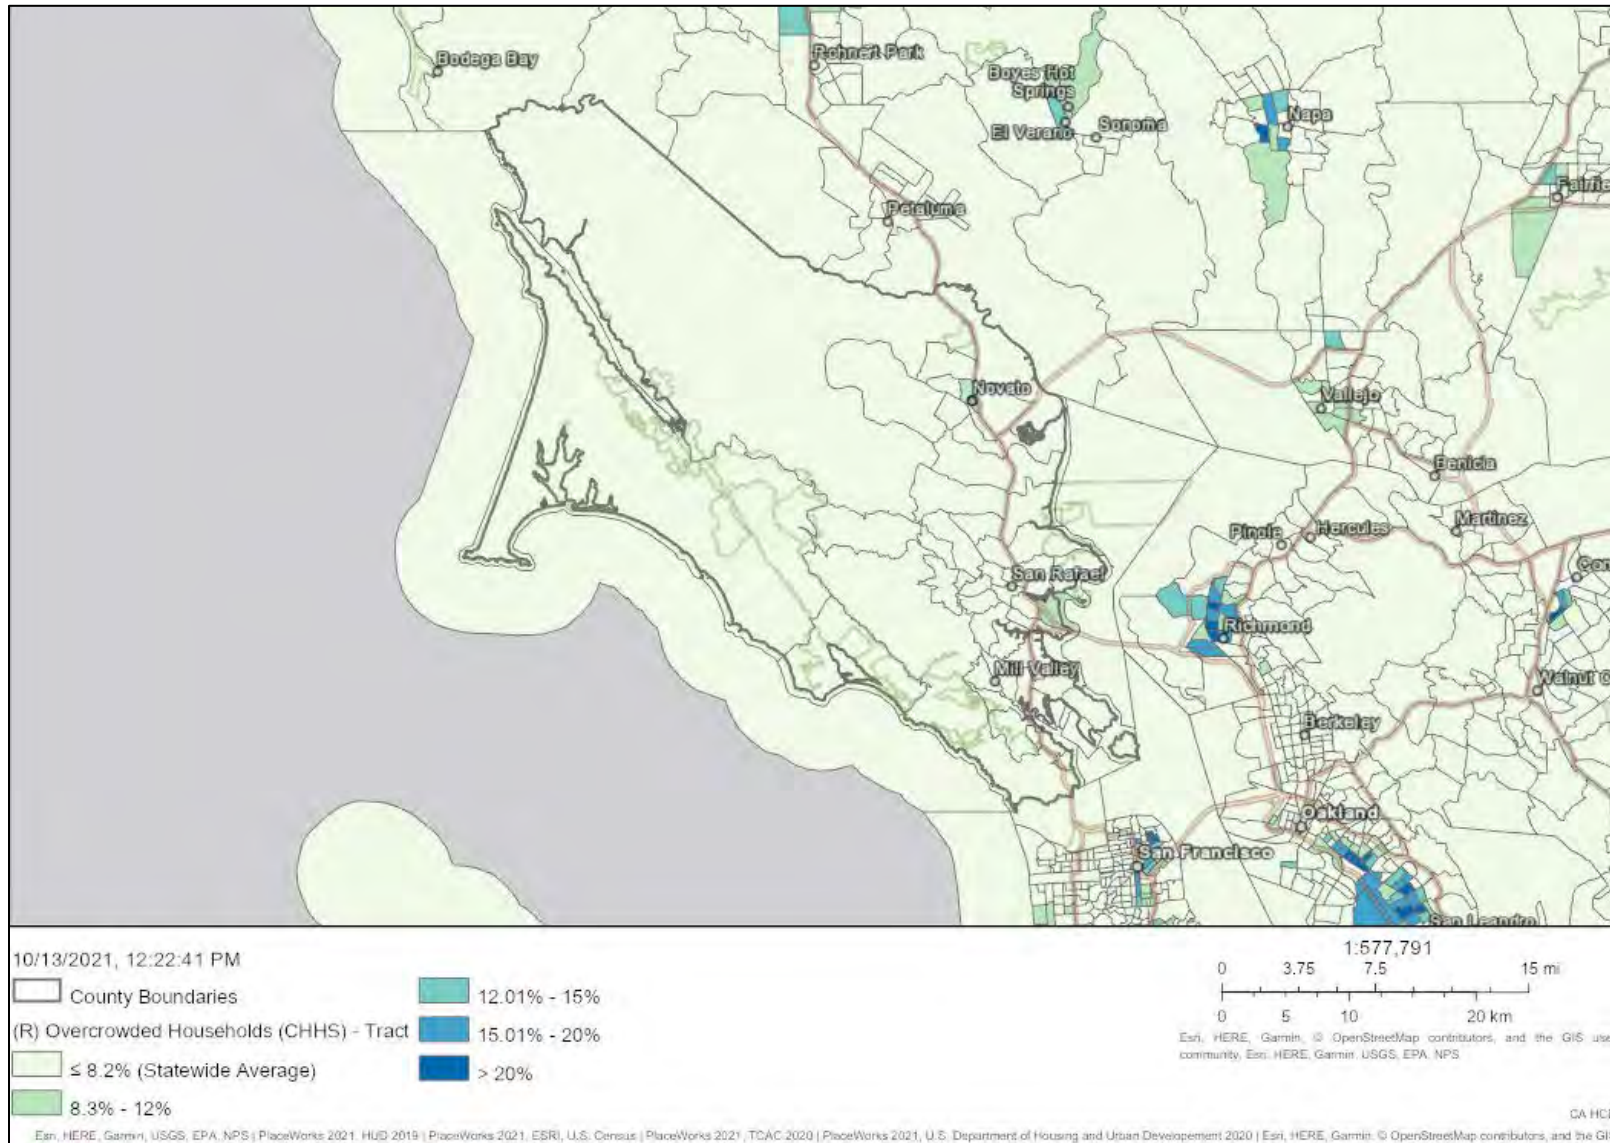 Bodega Bay
Rohnert Park
Boyes Hot
Springs
El Verano
Sonoma
Napa
Fairfie
Petaluma
Novato
Vallejo
Benicia
Martinez
Pinole
Hercules
Con
San Rafael
Richmond
Mill Valley
Walnut C
Berkeley
Oakland
San Francisco
San Leandro
10/13/2021, 12:22:41 PM
County Boundaries
(R) Overcrowded Households (CHHS) - Tract
≤ 8.2% (Statewide Average)
8.3% - 12%
12.01% - 15%
15.01% - 20%
> 20%
1:577,791
0 3.75 7.5 15 mi
0 5 10 20 km
Esri, HERE, Garmin, © OpenStreetMap contributors, and the GIS use
community, Esri, HERE, Garmin, USGS, EPA, NPS
CA HC
Esri, HERE, Garmin, USGS, EPA, NPS | PlaceWorks 2021, HUD 2019 | PlaceWorks 2021, ESRI, U.S. Census | PlaceWorks 2021, TCAC 2020 | PlaceWorks 2021, U.S. Department of Housing and Urban Developement 2020 | Esri, HERE, Garmin, © OpenStreetMap contributors, and the GI